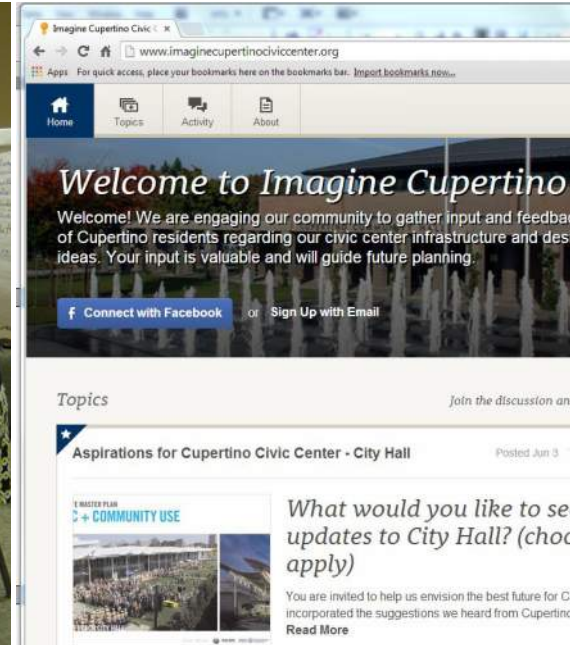 Imagine Cupertino Civic C
www.imaginecupertinociviccenter.org
Apps For quick access, place your bookmarks here on the bookmarks bar. Import bookmarks now...
Home Topics Activity About
Welcome to Imagine Cupertino
Welcome! We are engaging our community to gather input and feedbac
of Cupertino residents regarding our civic center infrastructure and des
ideas. Your input is valuable and will guide future planning.
f Connect with Facebook or Sign Up with Email
Topics
Join the discussion an
Aspirations for Cupertino Civic Center - City Hall
Posted Jun 3
E MASTER PLAN
C + COMMUNITY USE
What would you like to se
updates to City Hall? (choo
apply)
You are invited to help us envision the best future for C
incorporated the suggestions we heard from Cupertino
Read More